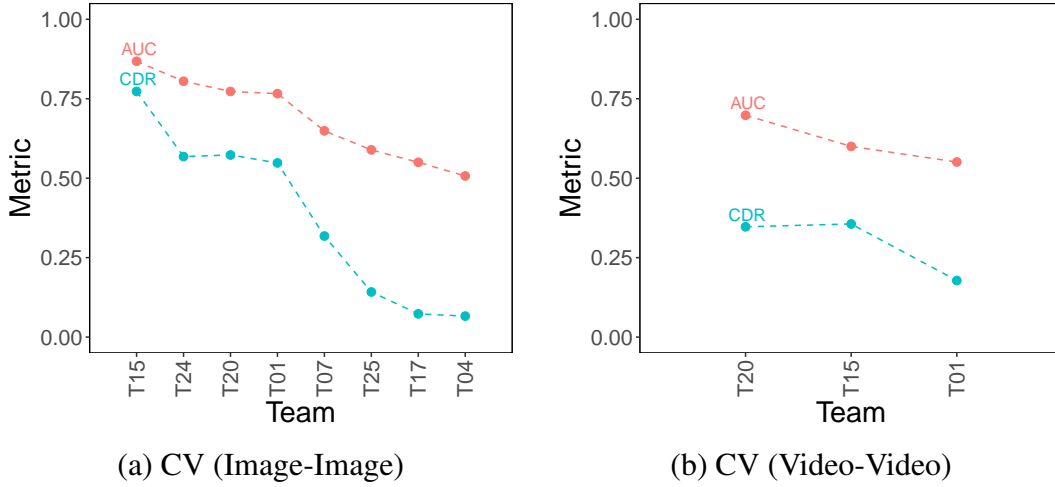 1.00
0.75
0.50
0.25
0.00
Metric
AUC
CDR
T15
T24
T20
T01
T07
T25
T17
T04
Team
(a) CV (Image-Image)
1.00
0.75
0.50
0.25
0.00
Metric
AUC
CDR
T20
T15
T01
Team
(b) CV (Video-Video)